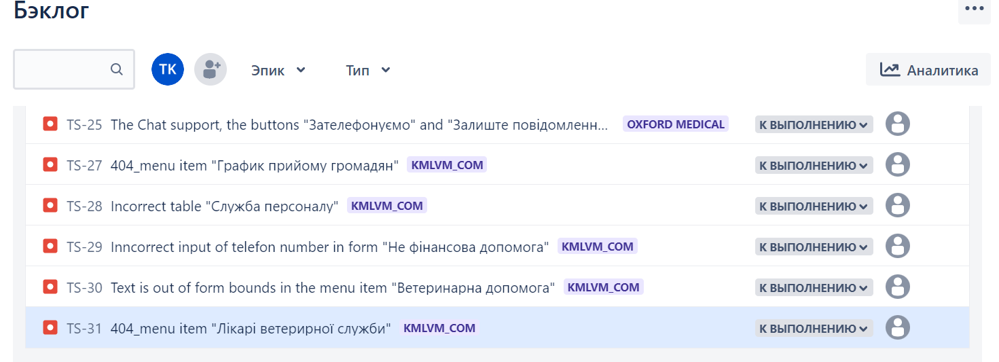 Бэклог
TK Эпик Тип Аналитика
TS-25 The Chat support, the buttons "Зателефонуємо" and "Залиште повідомленн... OXFORD MEDICAL К ВЫПОЛНЕНИЮ
TS-27 404_menu item "График прийому громадян" KMLVM_COM К ВЫПОЛНЕНИЮ
TS-28 Incorrect table "Служба персоналу" KMLVM_COM К ВЫПОЛНЕНИЮ
TS-29 Inncorrect input of telefon number in form "Не фінансова допомога" KMLVM_COM К ВЫПОЛНЕНИЮ
TS-30 Text is out of form bounds in the menu item "Ветеринарна допомога" KMLVM_COM К ВЫПОЛНЕНИЮ
TS-31 404_menu item "Лікарі ветерирної служби" KMLVM_COM К ВЫПОЛНЕНИЮ